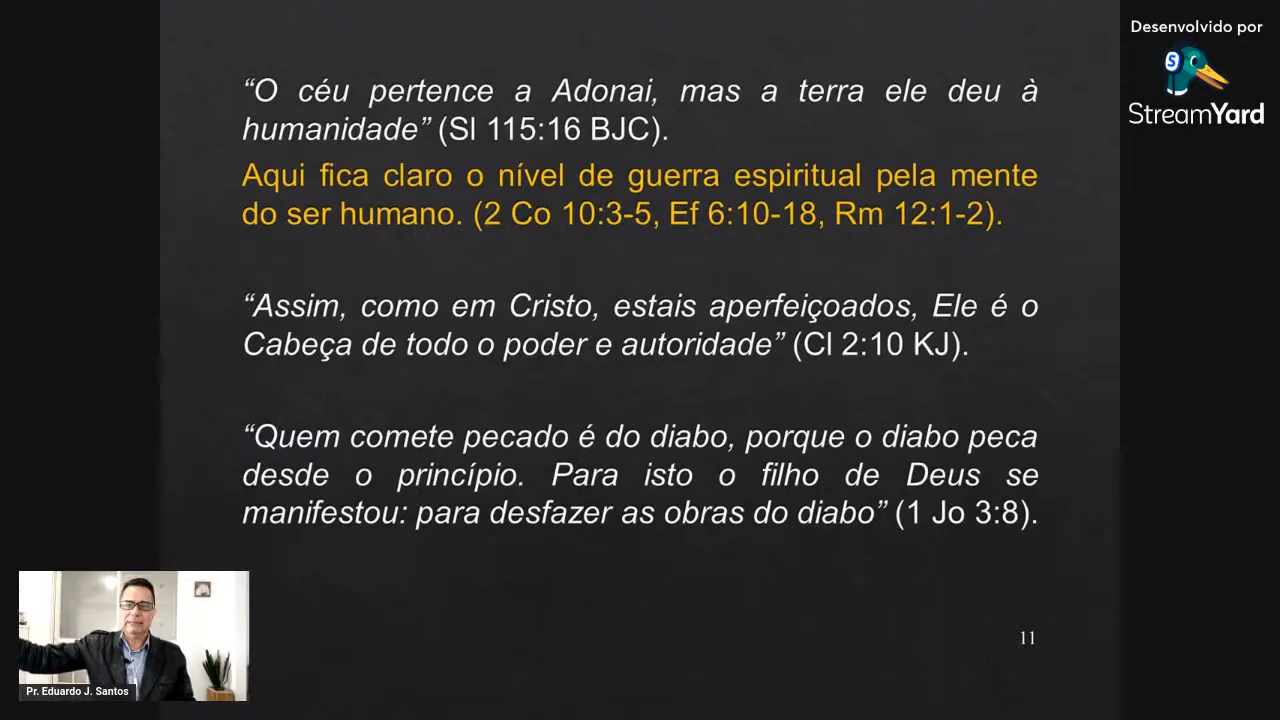 Desenvolvido por
StreamYard
“O céu pertence a Adonai, mas a terra ele deu à
humanidade” (Sl 115:16 BJC).
Aqui fica claro o nível de guerra espiritual pela mente
do ser humano. (2 Co 10:3-5, Ef 6:10-18, Rm 12:1-2).
“Assim, como em Cristo, estais aperfeiçoados, Ele é o
Cabeça de todo o poder e autoridade” (Cl 2:10 KJ).
“Quem comete pecado é do diabo, porque o diabo peca
desde o princípio. Para isto o filho de Deus se
manifestou: para desfazer as obras do diabo” (1 Jo 3:8).
11
Pr. Eduardo J. Santos